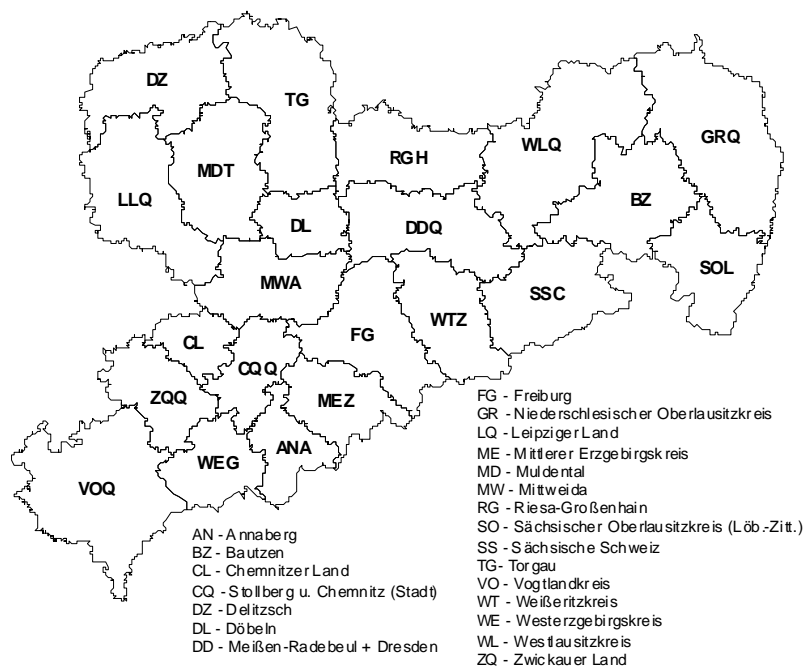 DZ
TG
GRQ
WLQ
RGH
MDT
LLQ
BZ
DL
DDQ
SOL
MWA
SSC
WTZ
FG
CL
CQQ
ZQQ
MEZ
ANA
WEG
VOQ
AN - Annaberg
BZ - Bautzen
CL - Chemnitzer Land
CQ - Stollberg u. Chemnitz (Stadt)
DZ - Delitzsch
DL - Döbeln
DD - Meißen-Radebeul + Dresden
FG - Freiburg
GR - Niederschlesischer Oberlausitzkreis
LQ - Leipziger Land
ME - Mittlerer Erzgebirgskreis
MD - Muldental
MW - Mittweida
RG - Riesa-Großenhain
SO - Sächsischer Oberlausitzkreis (Löb.-Zitt.)
SS - Sächsische Schweiz
TG- Torgau
VO - Vogtlandkreis
WT - Weißeritzkreis
WE - Westerzgebirgskreis
WL - Westlausitzkreis
ZQ - Zwickauer Land